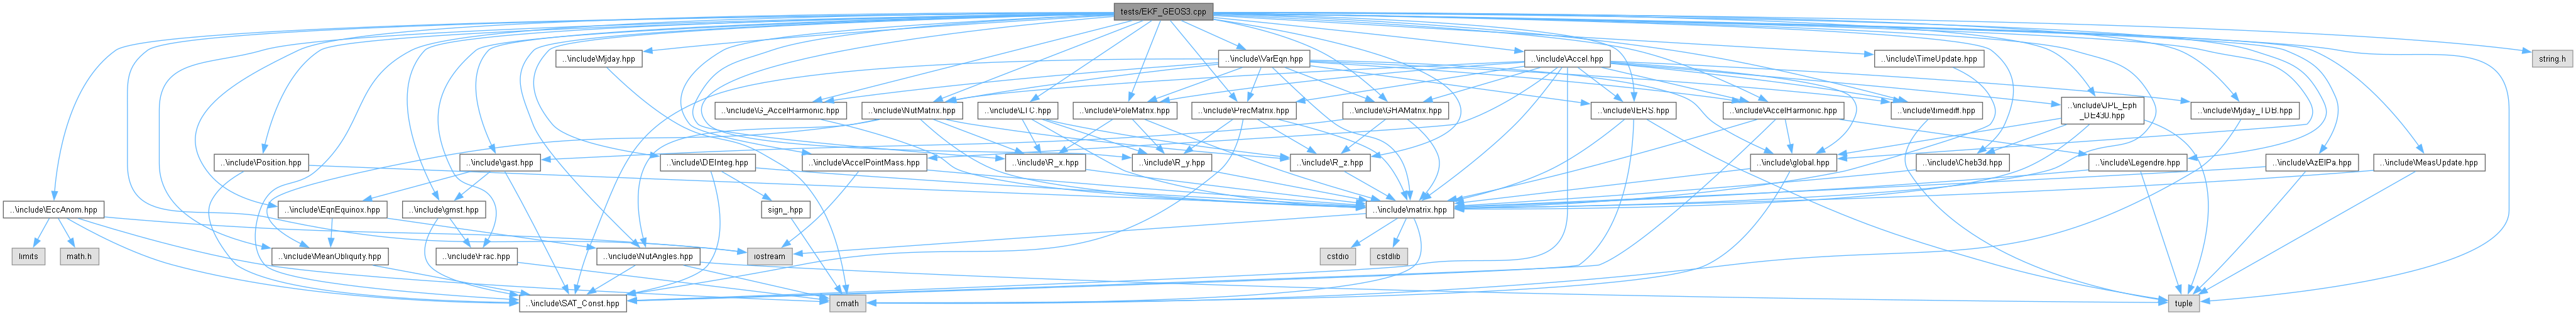 tests/EKF_GEOS3.cpp
..\include\Mjday.hpp
..\include\VarEqn.hpp
..\include\Accel.hpp
..\include\TimeUpdate.hpp
string.h
..\include\G_AccelHarmonic.hpp
..\include\NutMatrix.hpp
..\include\LTC.hpp
..\include\PoleMatrix.hpp
..\include\PrecMatrix.hpp
..\include\GHAMatrix.hpp
..\include\IERS.hpp
..\include\AccelHarmonic.hpp
..\include\timediff.hpp
..\include\JPL_Eph
_DE430.hpp
..\include\Mjday_TDB.hpp
..\include\Position.hpp
..\include\gast.hpp
..\include\DEInteg.hpp
..\include\AccelPointMass.hpp
..\include\R_x.hpp
..\include\R_y.hpp
..\include\R_z.hpp
..\include\global.hpp
..\include\Cheb3d.hpp
..\include\Legendre.hpp
..\include\AzElPa.hpp
..\include\MeasUpdate.hpp
..\include\EccAnom.hpp
..\include\EqnEquinox.hpp
..\include\gmst.hpp
sign_.hpp
..\include\matrix.hpp
limits
math.h
..\include\MeanObliquity.hpp
..\include\Frac.hpp
..\include\NutAngles.hpp
iostream
cstdio
cstdlib
..\include\SAT_Const.hpp
cmath
tuple